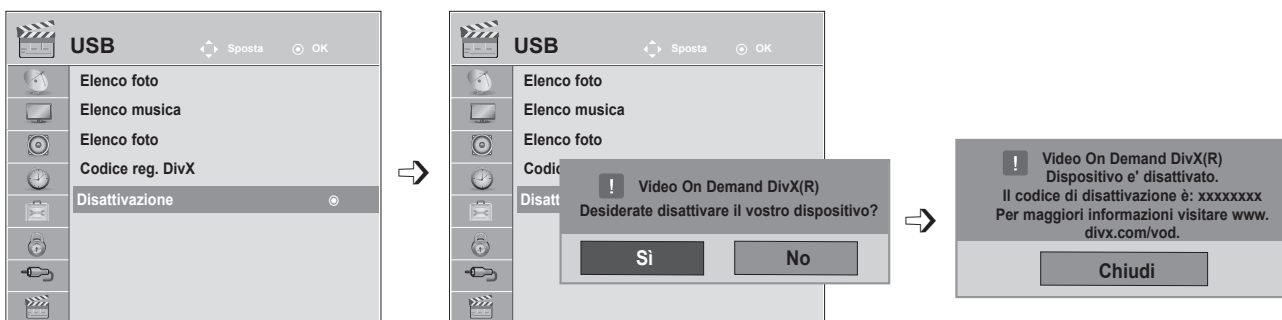 USB Sposta OK
Elenco foto
Elenco musica
Elenco foto
Codice reg. DivX
Disattivazione
USB Sposta OK
Elenco foto
Elenco musica
Elenco foto
Codic
Disatt
! Video On Demand DivX(R)
Desiderate disattivare il vostro dispositivo?
Sì No
! Video On Demand DivX(R)
Dispositivo e' disattivato.
Il codice di disattivazione è: xxxxxxxx
Per maggiori informazioni visitare www.
divx.com/vod.
Chiudi